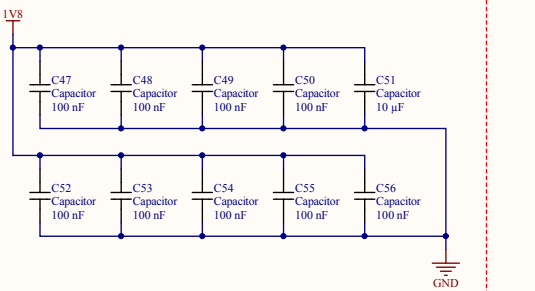 1V8
C47
Capacitor
100 nF
C48
Capacitor
100 nF
C49
Capacitor
100 nF
C50
Capacitor
100 nF
C51
Capacitor
10 µF
C52
Capacitor
100 nF
C53
Capacitor
100 nF
C54
Capacitor
100 nF
C55
Capacitor
100 nF
C56
Capacitor
100 nF
GND